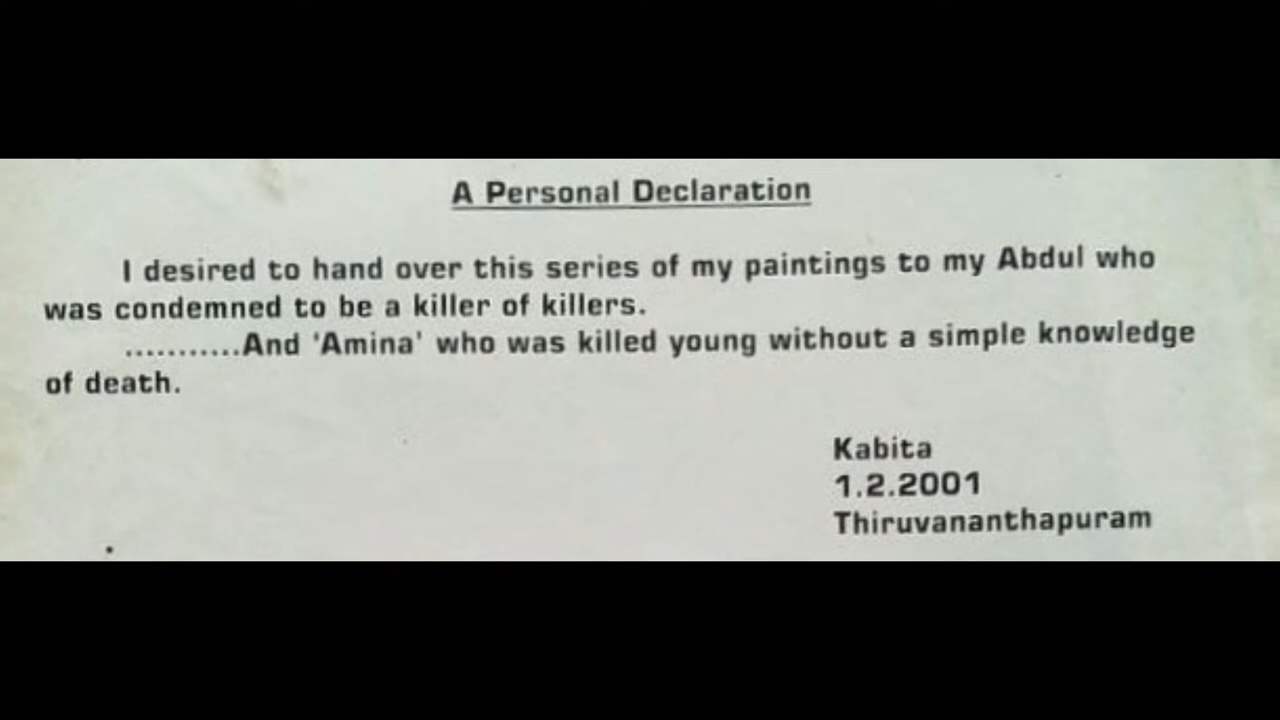 A Personal Declaration
I desired to hand over this series of my paintings to my Abdul who
was condemned to be a killer of killers.
...........And 'Amina' who was killed young without a simple knowledge
of death.
Kabita
1.2.2001
Thiruvananthapuram